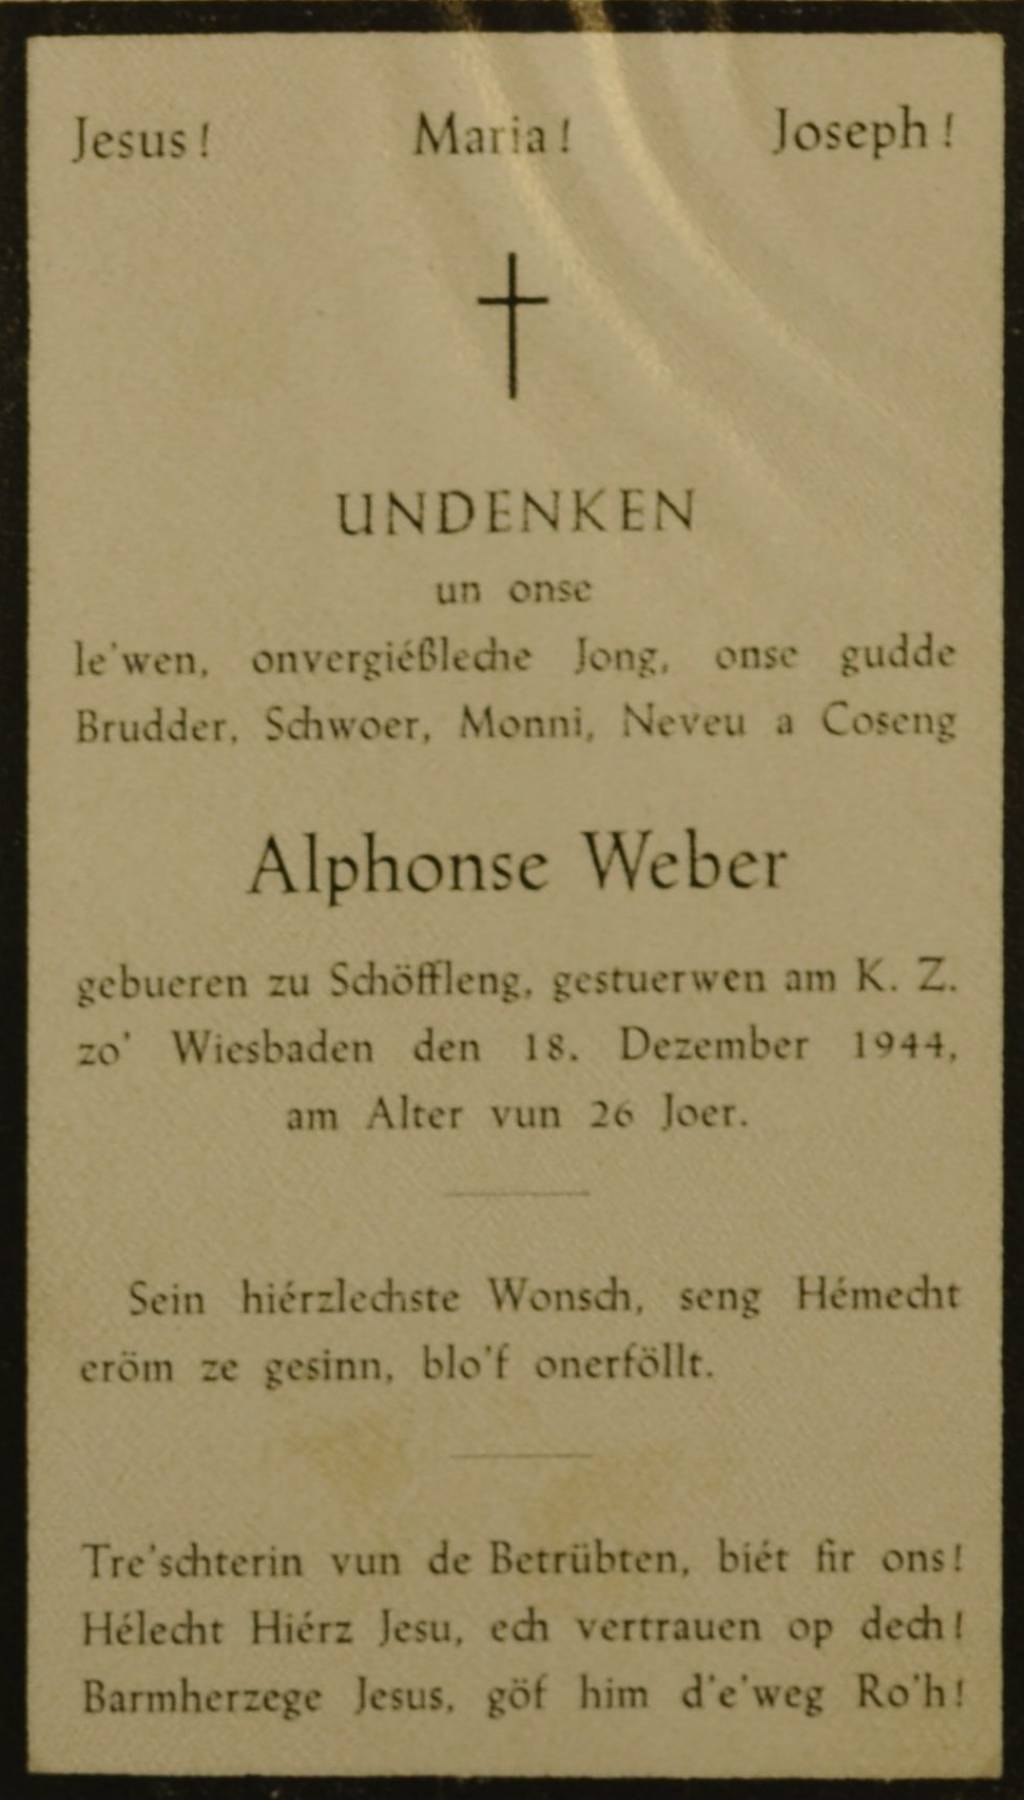 Jesus! Maria! Joseph!
UNDENKEN
un onse
le'wen, onvergiéßleche Jong, onse gudde
Brudder, Schwoer, Monni, Neveu a Coseng
Alphonse Weber
gebueren zu Schöffleng, gestuerwen am K. Z.
zo' Wiesbaden den 18. Dezember 1944,
am Alter vun 26 Joer.
Sein hiérzlechste Wonsch, seng Hémecht
eröm ze gesinn, blo'f onerföllt.
Tre'schterin vun de Betrübten, biét fir ons!
Hélecht Hiérz Jesu, ech vertrauen op dech!
Barmherzege Jesus, göf him d'e'weg Ro'h!